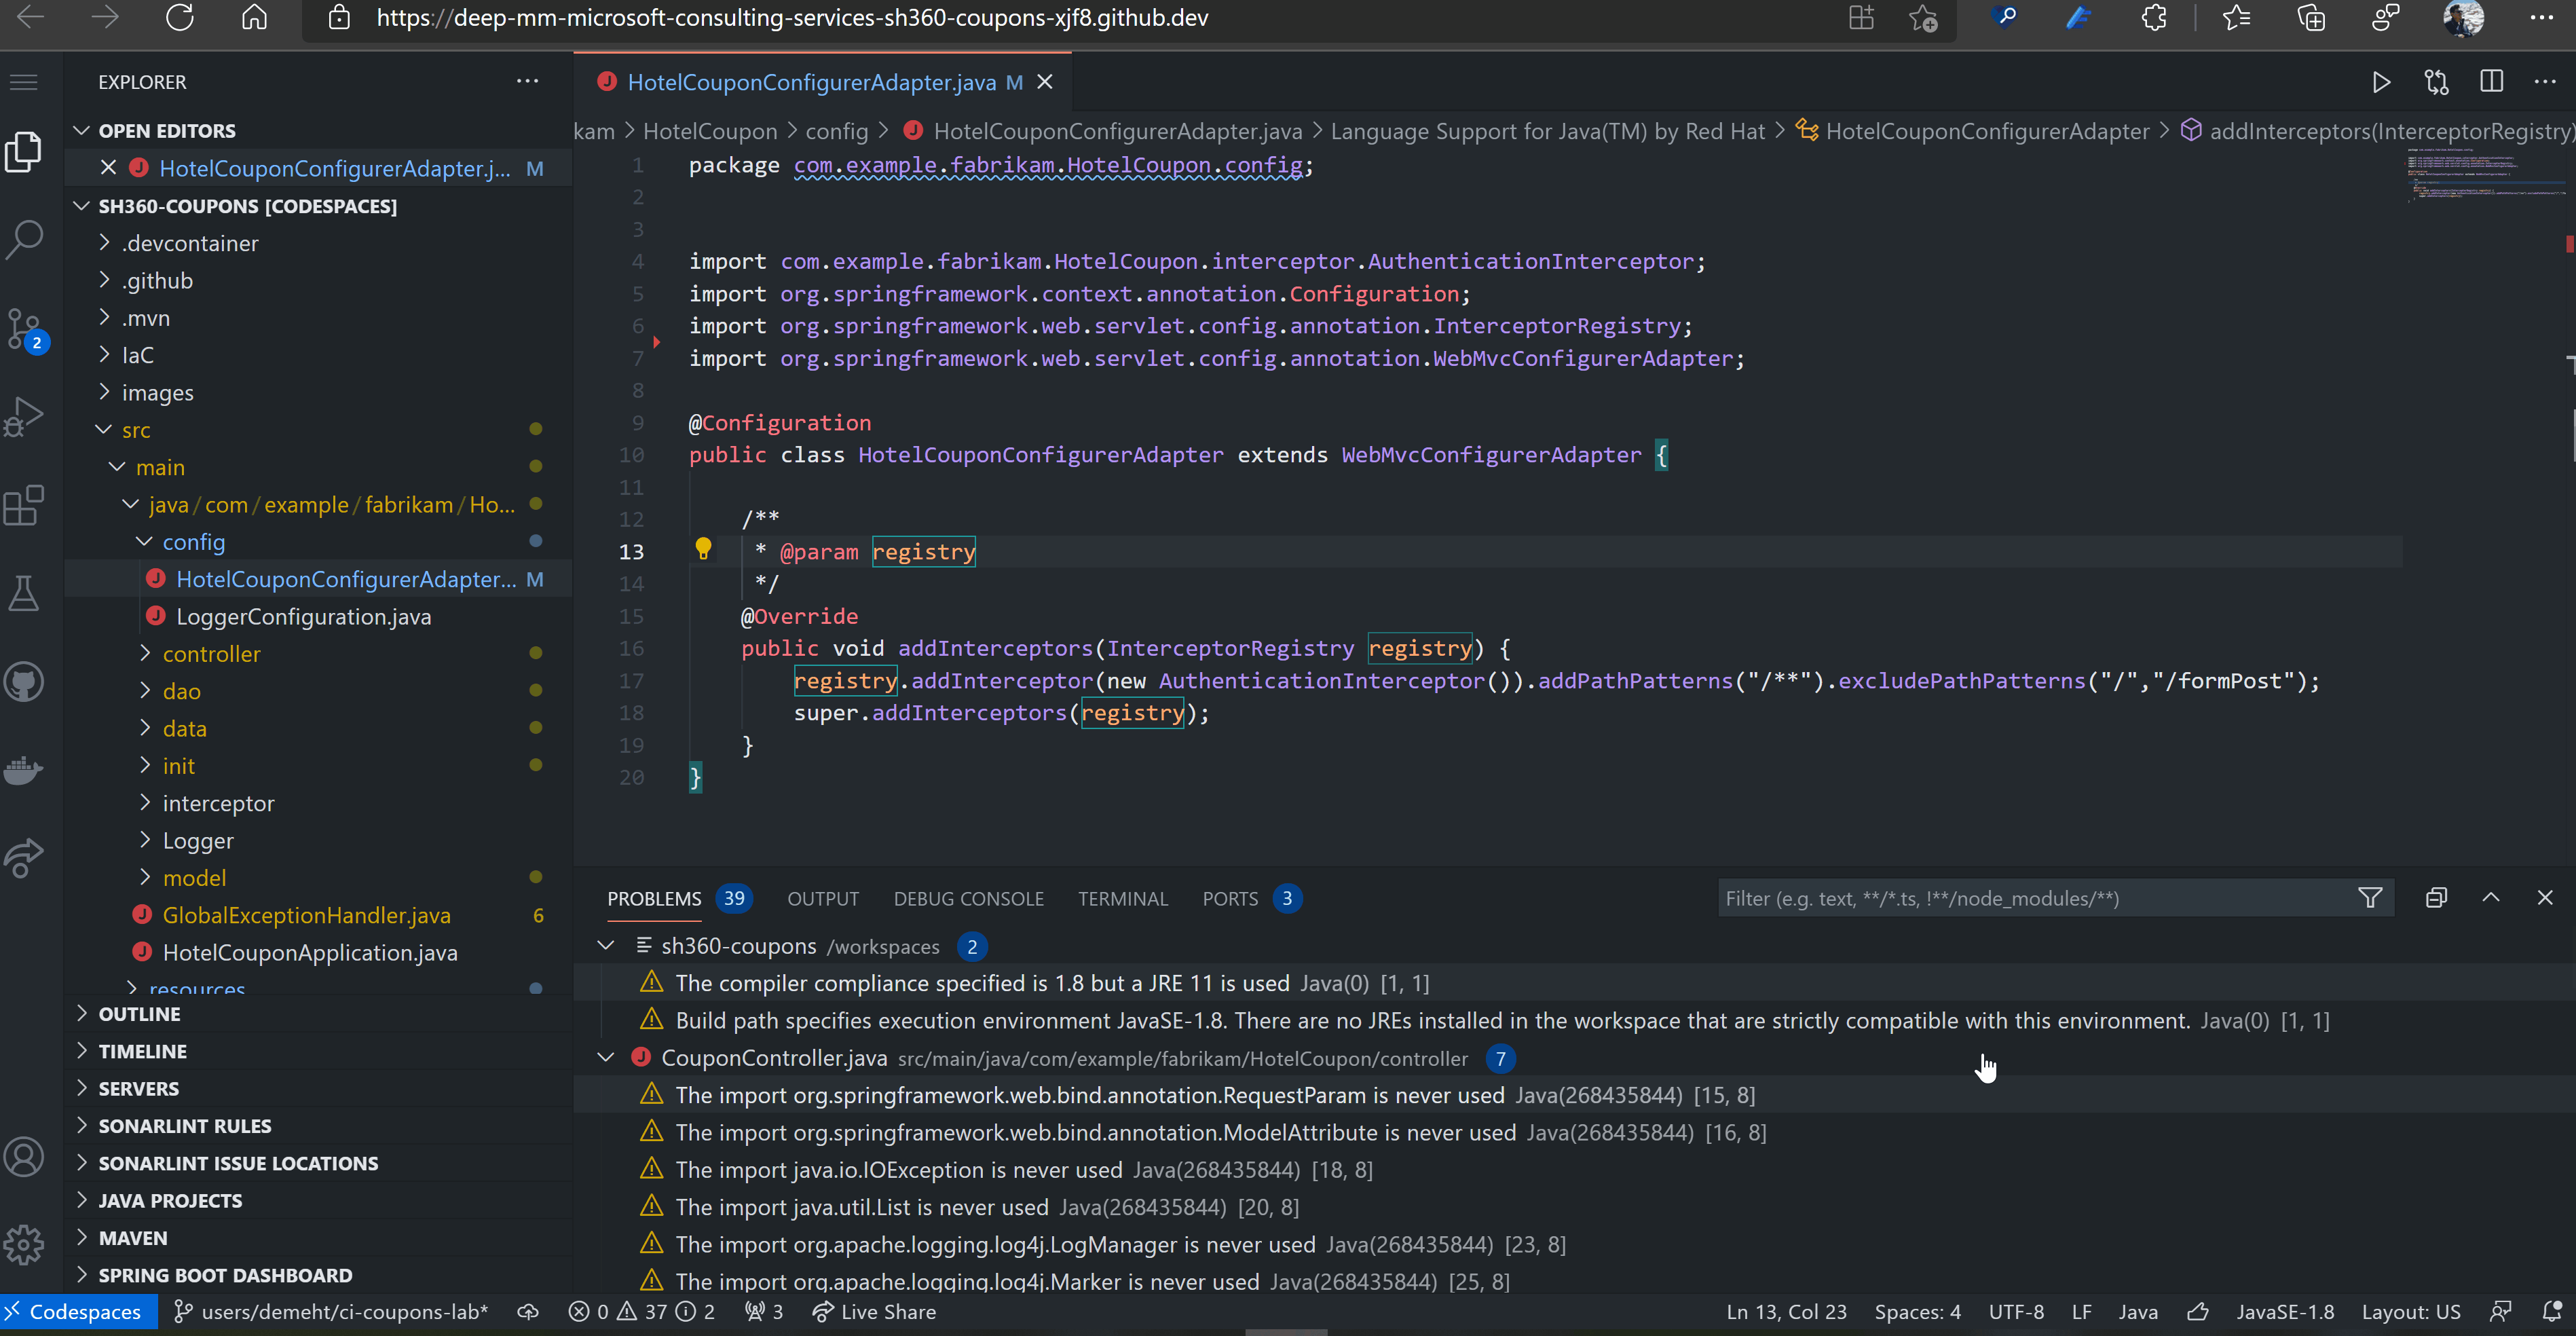 https://deep-mm-microsoft-consulting-services-sh360-coupons-xjf8.github.dev
EXPLORER
OPEN EDITORS
HotelCouponConfigurerAdapter.j... M
SH360-COUPONS [CODESPACES]
.devcontainer
.github
.mvn
IaC
images
src
main
java/com/example/fabrikam/Ho...
config
HotelCouponConfigurerAdapter... M
LoggerConfiguration.java
controller
dao
data
init
interceptor
Logger
model
GlobalExceptionHandler.java 6
HotelCouponApplication.java
resources
OUTLINE
TIMELINE
SERVERS
SONARLINT RULES
SONARLINT ISSUE LOCATIONS
JAVA PROJECTS
MAVEN
SPRING BOOT DASHBOARD
2
HotelCouponConfigurerAdapter.java M
kam > HotelCoupon > config > HotelCouponConfigurerAdapter.java > Language Support for Java(TM) by Red Hat > HotelCouponConfigurerAdapter > addInterceptors(InterceptorRegistry)
1 package com.example.fabrikam.HotelCoupon.config;
2
3
4 import com.example.fabrikam.HotelCoupon.interceptor.AuthenticationInterceptor;
5 import org.springframework.context.annotation.Configuration;
6 import org.springframework.web.servlet.config.annotation.InterceptorRegistry;
7 import org.springframework.web.servlet.config.annotation.WebMvcConfigurerAdapter;
8
9 @Configuration
10 public class HotelCouponConfigurerAdapter extends WebMvcConfigurerAdapter {
11
12 /**
13 * @param registry
14 */
15 @Override
16 public void addInterceptors(InterceptorRegistry registry) {
17 registry.addInterceptor(new AuthenticationInterceptor()).addPathPatterns("/**").excludePathPatterns("/","/formPost");
18 super.addInterceptors(registry);
19 }
20 }
PROBLEMS 39 OUTPUT DEBUG CONSOLE TERMINAL PORTS 3
Filter (e.g. text, **/*.ts, !**/node_modules/**)
sh360-coupons /workspaces 2
The compiler compliance specified is 1.8 but a JRE 11 is used Java(0) [1, 1]
Build path specifies execution environment JavaSE-1.8. There are no JREs installed in the workspace that are strictly compatible with this environment. Java(0) [1, 1]
CouponController.java src/main/java/com/example/fabrikam/HotelCoupon/controller 7
The import org.springframework.web.bind.annotation.RequestParam is never used Java(268435844) [15, 8]
The import org.springframework.web.bind.annotation.ModelAttribute is never used Java(268435844) [16, 8]
The import java.io.IOException is never used Java(268435844) [18, 8]
The import java.util.List is never used Java(268435844) [20, 8]
The import org.apache.logging.log4j.LogManager is never used Java(268435844) [23, 8]
The import org.apache.logging.log4j.Marker is never used Java(268435844) [25, 8]
Codespaces users/demeht/ci-coupons-lab* 0 37 2 3 Live Share Ln 13, Col 23 Spaces: 4 UTF-8 LF Java JavaSE-1.8 Layout: US